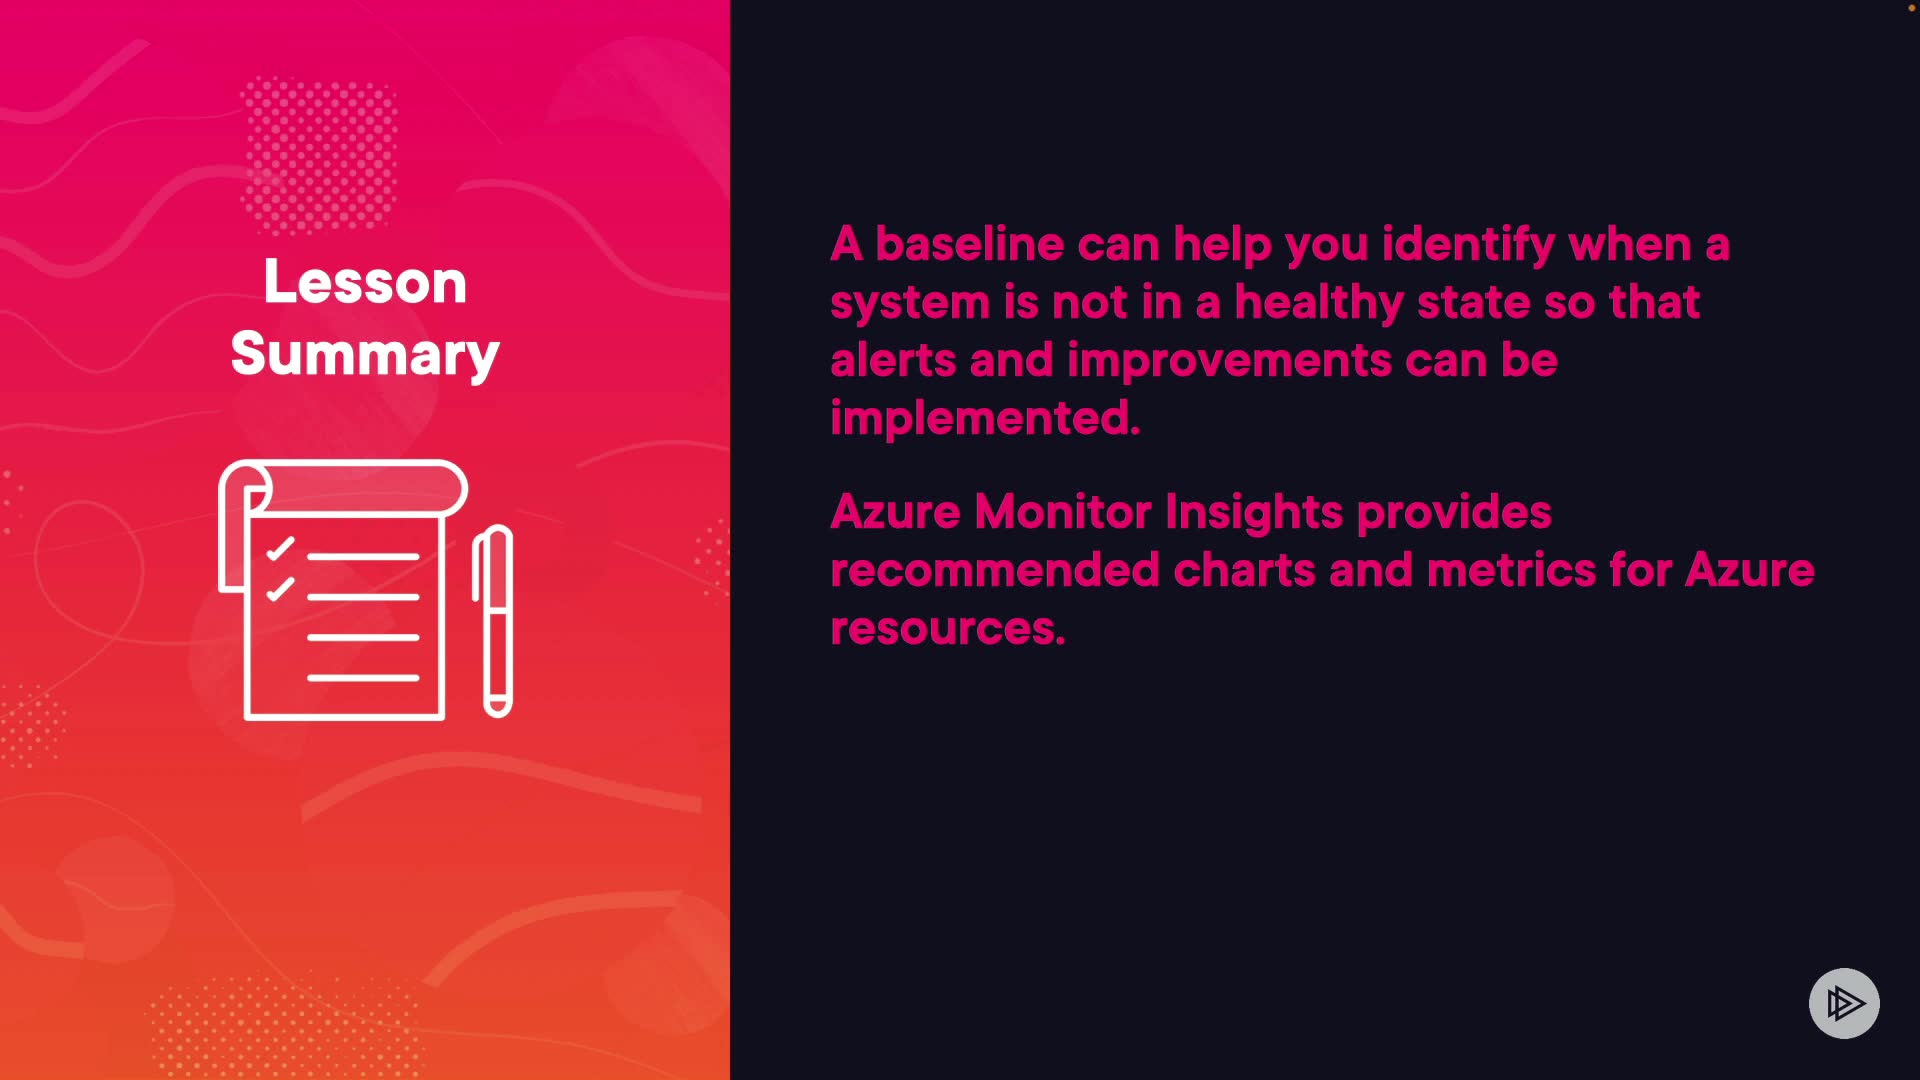 Lesson
Summary
A baseline can help you identify when a
system is not in a healthy state so that
alerts and improvements can be
implemented.
Azure Monitor Insights provides
recommended charts and metrics for Azure
resources.